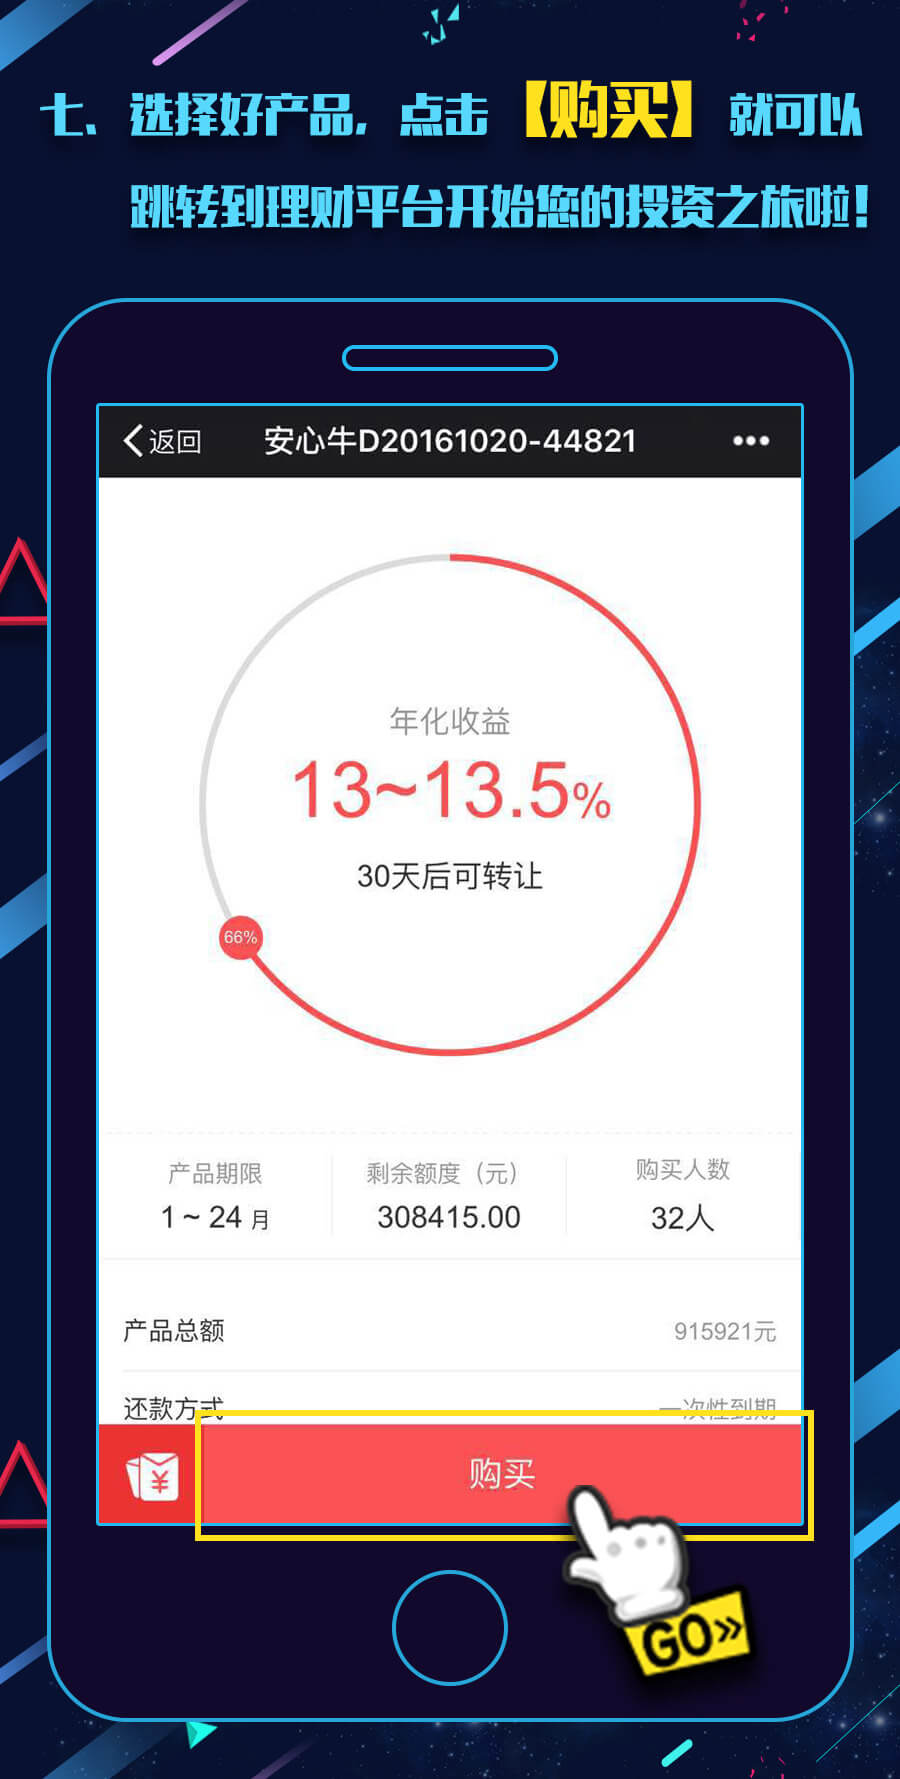 七、选择好产品，点击【购买】就可以
跳转到理财平台开始您的投资之旅啦！
返回
安心牛D20161020-44821
年化收益
13~13.5%
30天后可转让
66%
产品期限
剩余额度（元）
购买人数
1 ~ 24 月
308415.00
32人
产品总额
915921元
还款方式
一次性到期
¥
购买
GO»